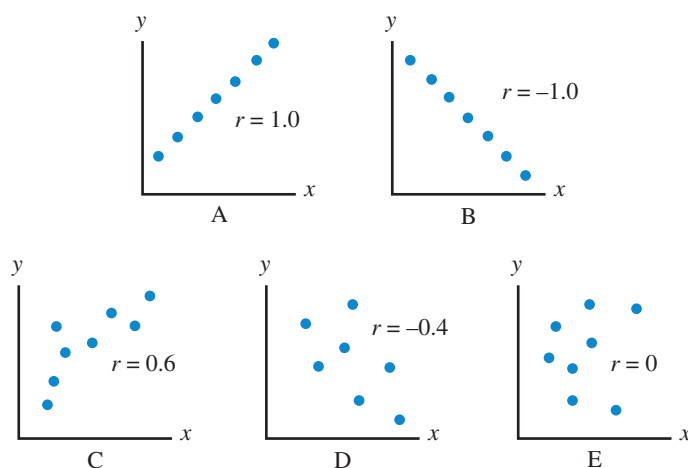 y
r = 1.0
x
A
y
r = –1.0
x
B
y
r = 0.6
x
C
y
r = –0.4
x
D
y
r = 0
x
E